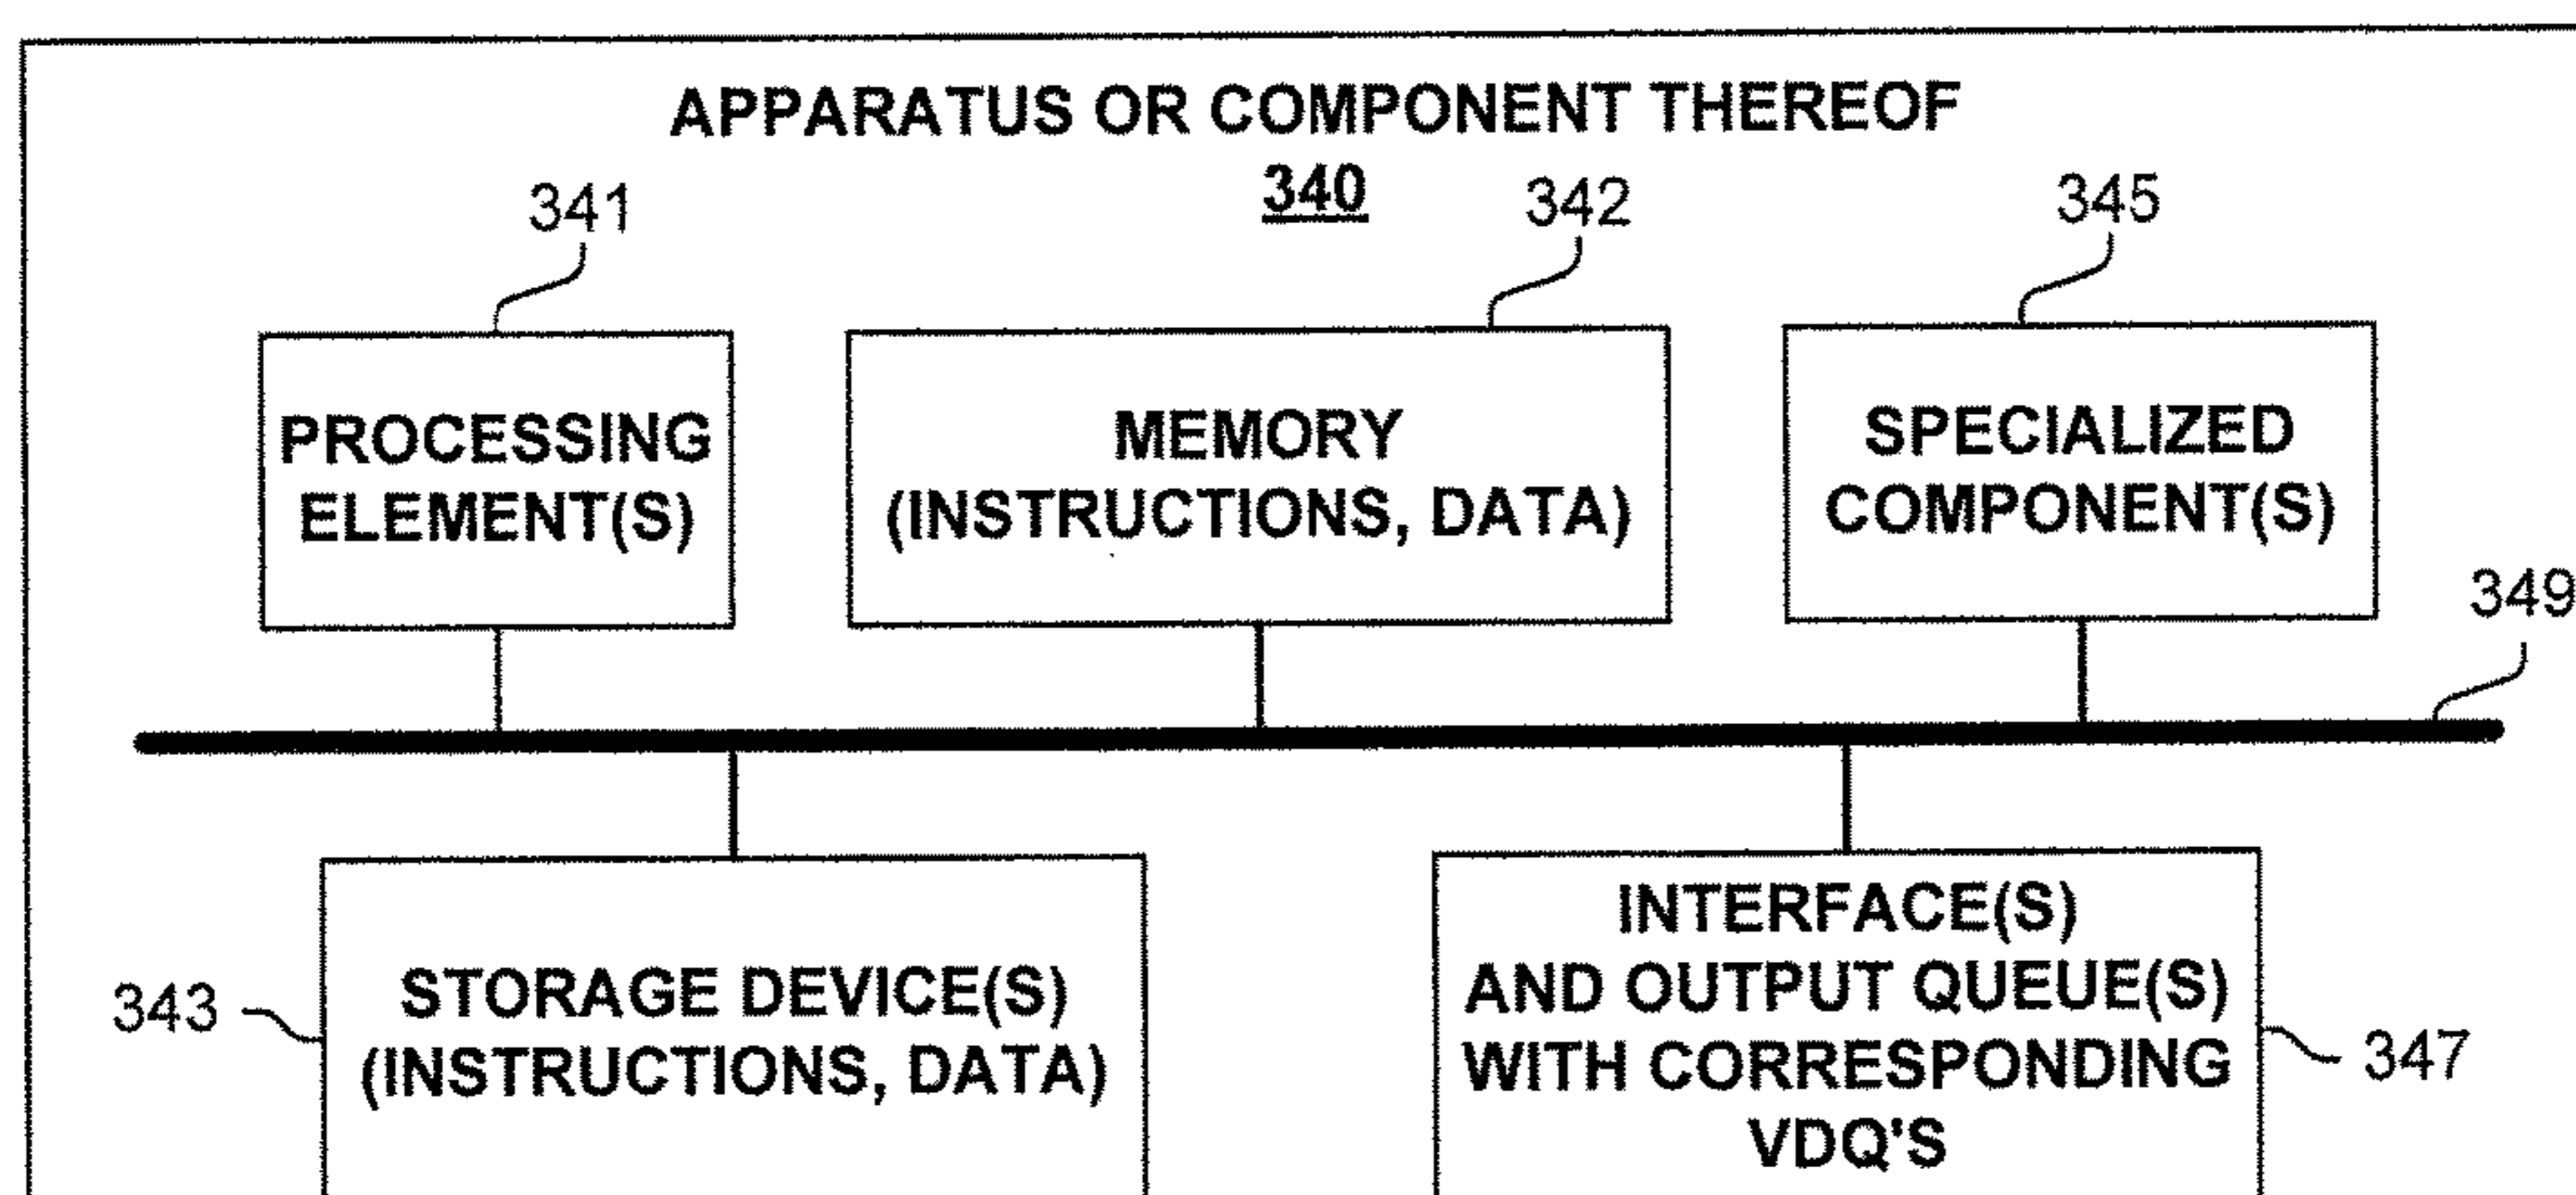 APPARATUS OR COMPONENT THEREOF
340
341
342
345
PROCESSING
ELEMENT(S)
MEMORY
(INSTRUCTIONS, DATA)
SPECIALIZED
COMPONENT(S)
349
343
STORAGE DEVICE(S)
(INSTRUCTIONS, DATA)
INTERFACE(S)
AND OUTPUT QUEUE(S)
WITH CORRESPONDING
VDQ'S
347